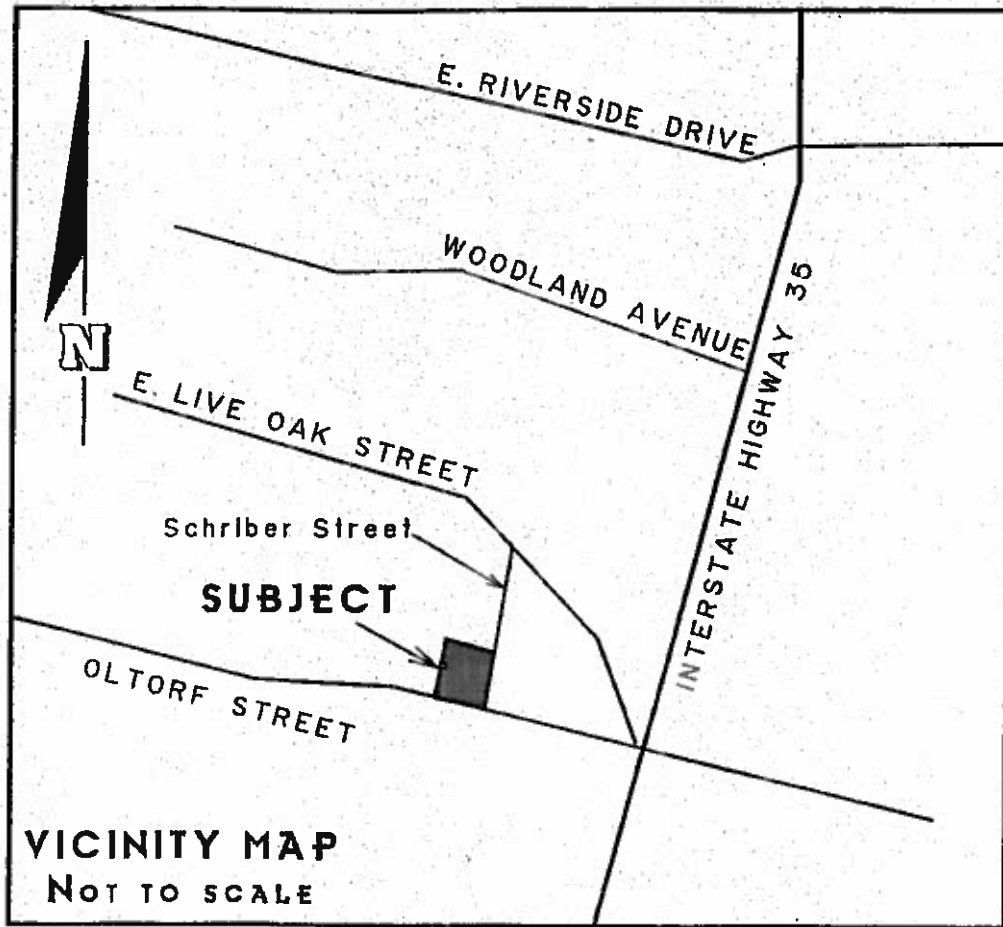 E. RIVERSIDE DRIVE
WOODLAND AVENUE
INTERSTATE HIGHWAY 35
N
E. LIVE OAK STREET
Schriber Street
SUBJECT
OLTORF STREET
VICINITY MAP
NOT TO SCALE